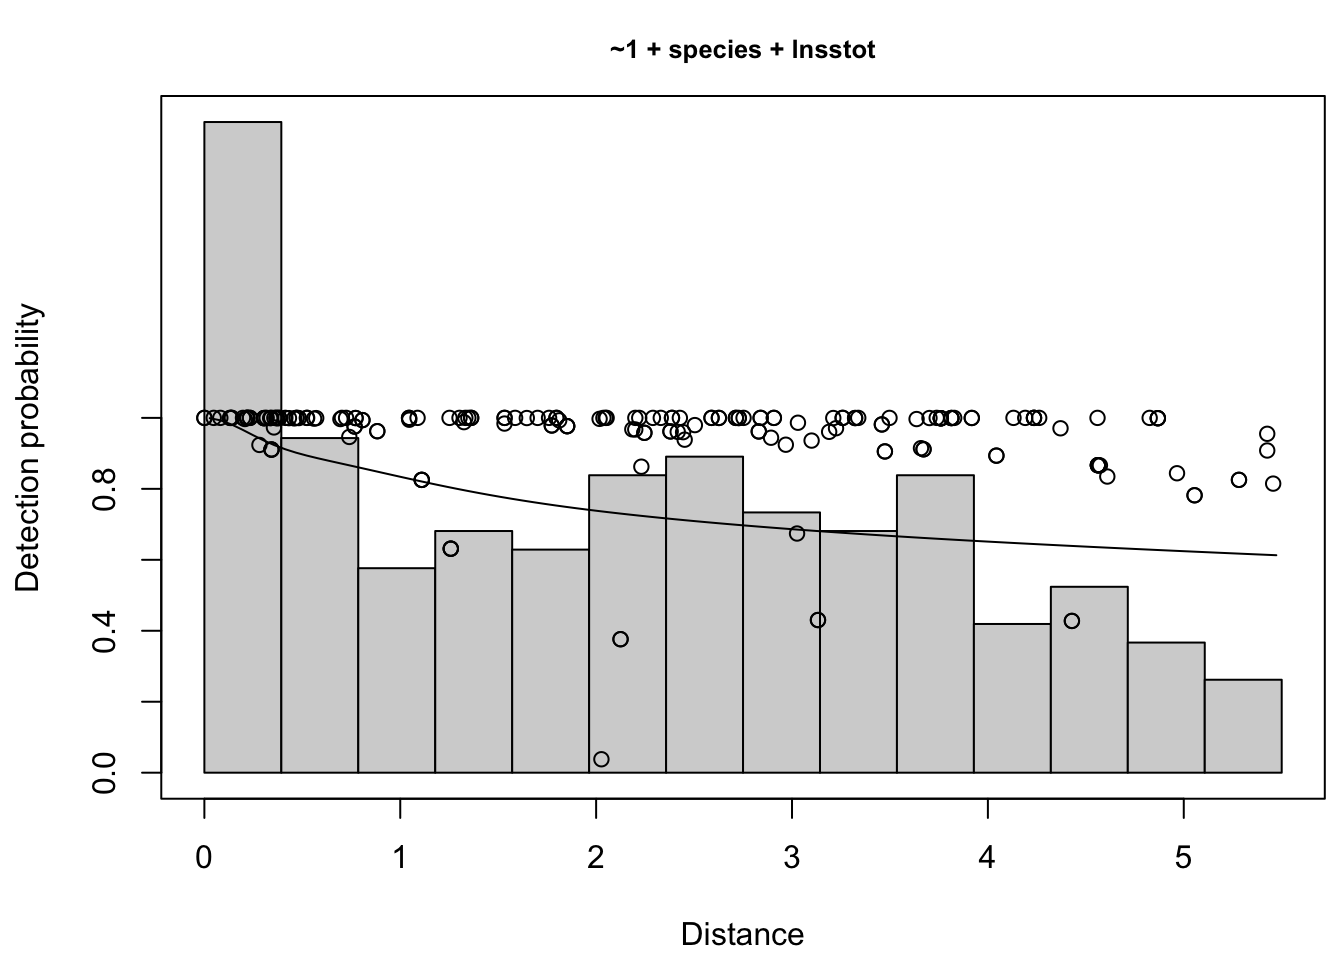 ~1 + species + lnsstot
Detection probability
0.8
0.4
0.0
0 1 2 3 4 5
Distance